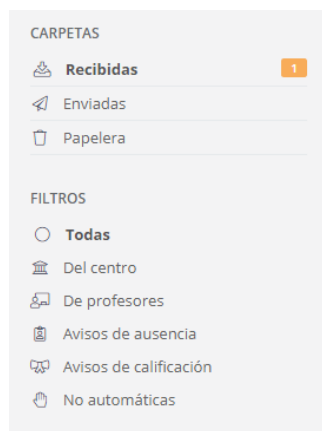 CARPETAS
Recibidas 1
Enviadas
Papelera
FILTROS
Todas
Del centro
De profesores
Avisos de ausencia
Avisos de calificación
No automáticas